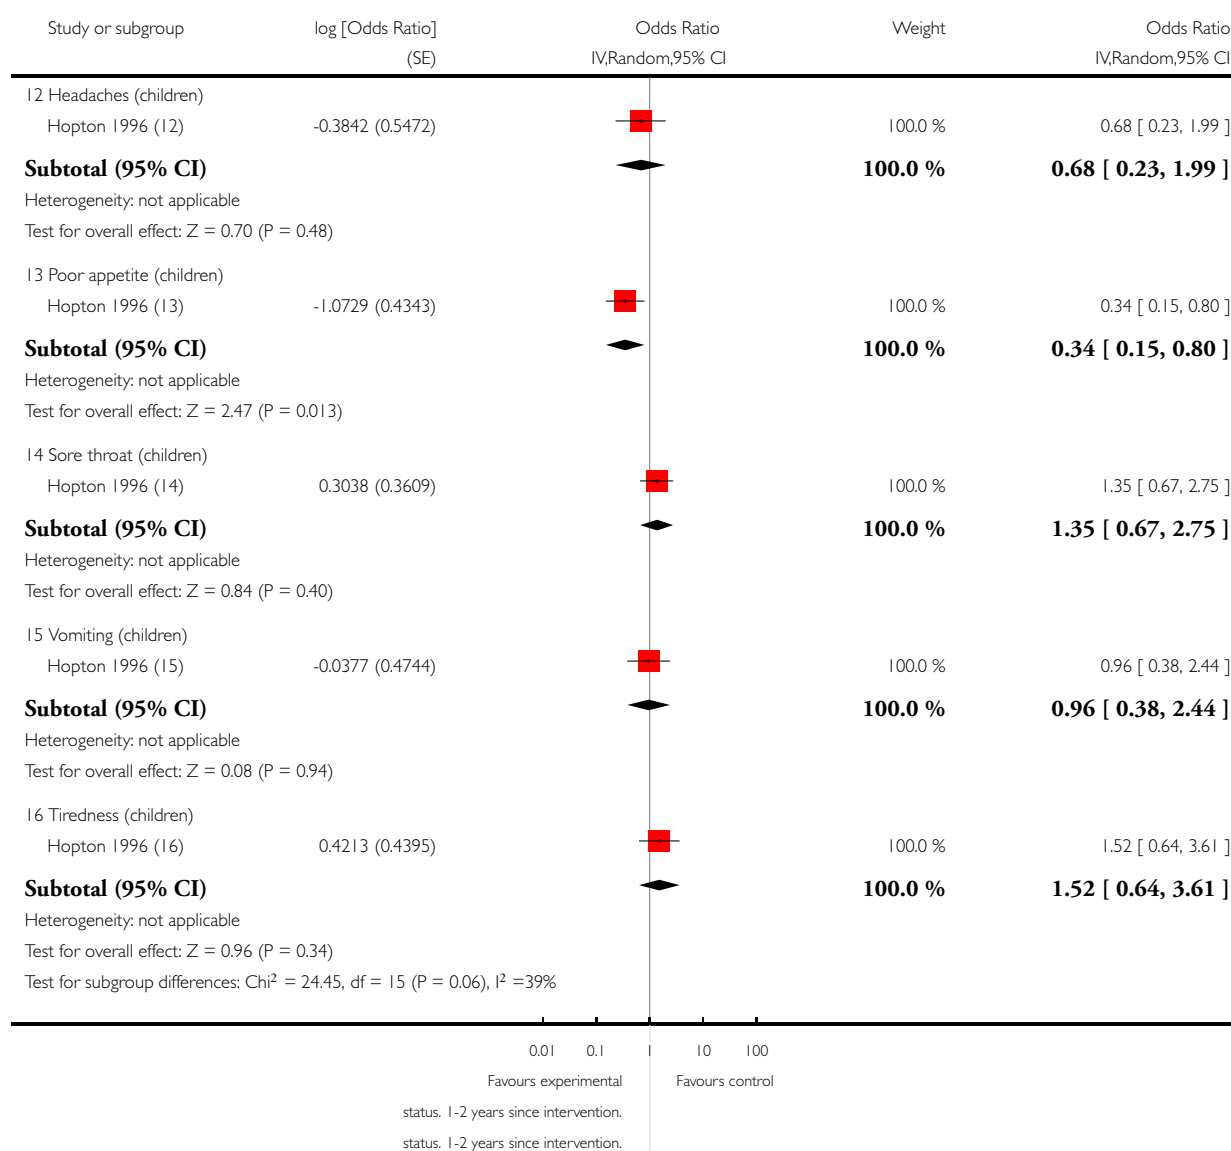 Study or subgroup log [Odds Ratio] Odds Ratio Weight Odds Ratio
(SE) IV,Random,95% CI IV,Random,95% CI
12 Headaches (children)
Hopton 1996 (12) -0.3842 (0.5472) 100.0 % 0.68 [ 0.23, 1.99 ]
Subtotal (95% CI) 100.0 % 0.68 [ 0.23, 1.99 ]
Heterogeneity: not applicable
Test for overall effect: Z = 0.70 (P = 0.48)
13 Poor appetite (children)
Hopton 1996 (13) -1.0729 (0.4343) 100.0 % 0.34 [ 0.15, 0.80 ]
Subtotal (95% CI) 100.0 % 0.34 [ 0.15, 0.80 ]
Heterogeneity: not applicable
Test for overall effect: Z = 2.47 (P = 0.013)
14 Sore throat (children)
Hopton 1996 (14) 0.3038 (0.3609) 100.0 % 1.35 [ 0.67, 2.75 ]
Subtotal (95% CI) 100.0 % 1.35 [ 0.67, 2.75 ]
Heterogeneity: not applicable
Test for overall effect: Z = 0.84 (P = 0.40)
15 Vomiting (children)
Hopton 1996 (15) -0.0377 (0.4744) 100.0 % 0.96 [ 0.38, 2.44 ]
Subtotal (95% CI) 100.0 % 0.96 [ 0.38, 2.44 ]
Heterogeneity: not applicable
Test for overall effect: Z = 0.08 (P = 0.94)
16 Tiredness (children)
Hopton 1996 (16) 0.4213 (0.4395) 100.0 % 1.52 [ 0.64, 3.61 ]
Subtotal (95% CI) 100.0 % 1.52 [ 0.64, 3.61 ]
Heterogeneity: not applicable
Test for overall effect: Z = 0.96 (P = 0.34)
Test for subgroup differences: Chi² = 24.45, df = 15 (P = 0.06), I² =39%
0.01 0.1 1 10 100
Favours experimental Favours control
status. 1-2 years since intervention.
status. 1-2 years since intervention.